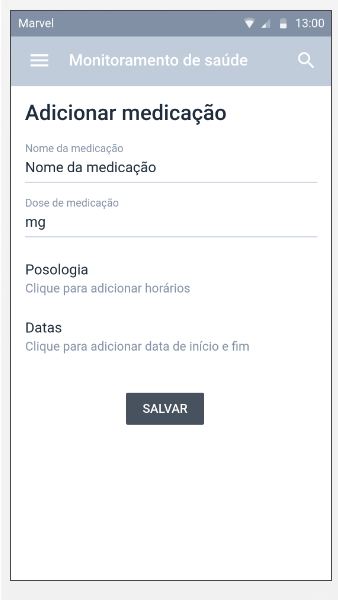 Marvel 13:00
Monitoramento de saúde
Adicionar medicação
Nome da medicação
Nome da medicação
Dose de medicação
mg
Posologia
Clique para adicionar horários
Datas
Clique para adicionar data de início e fim
SALVAR